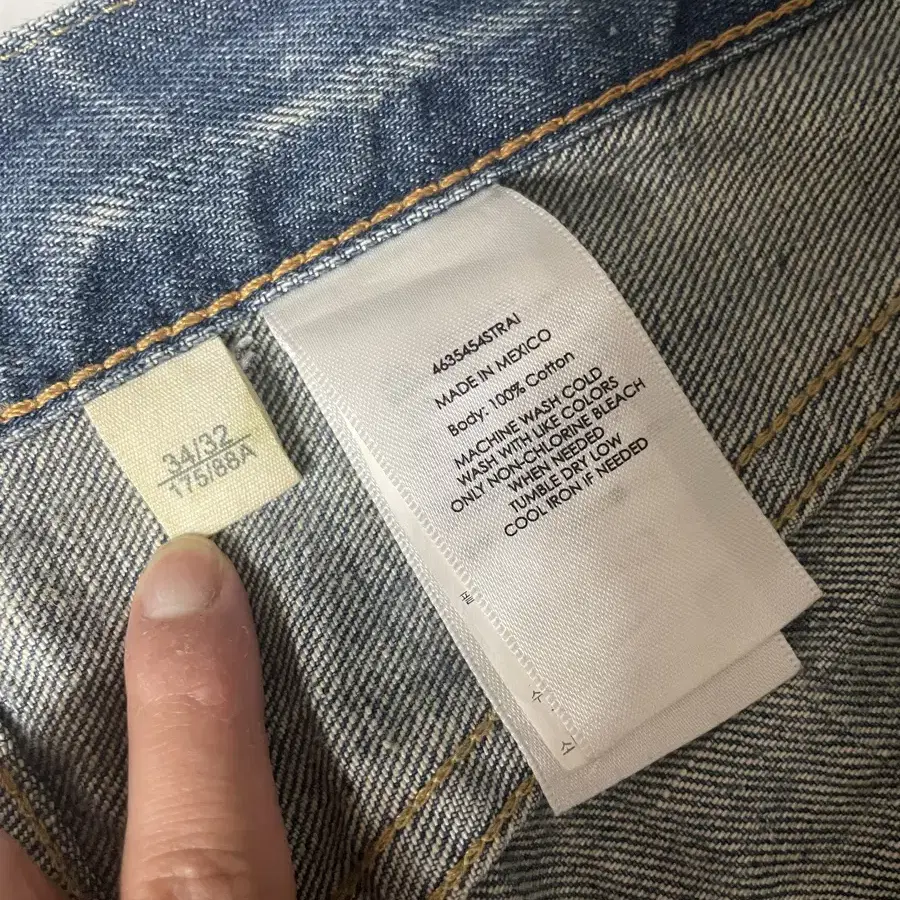 34/32
175/88A
4635454STRAI
MADE IN MEXICO
Body: 100% Cotton
MACHINE WASH COLD
WASH WITH LIKE COLORS
ONLY NON-CHLORINE BLEACH
WHEN NEEDED
TUMBLE DRY LOW
COOL IRON IF NEEDED